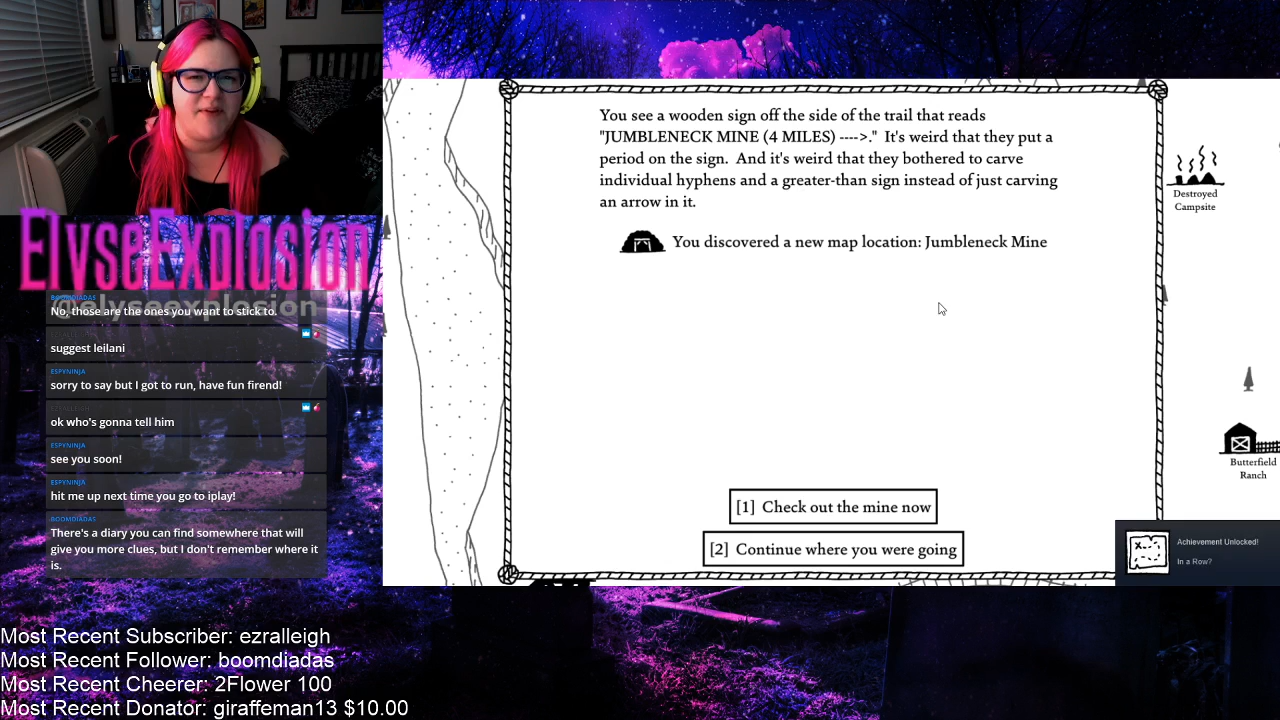 You see a wooden sign off the side of the trail that reads
"JUMBLENECK MINE (4 MILES) ---->." It's weird that they put a
period on the sign. And it's weird that they bothered to carve
individual hyphens and a greater-than sign instead of just carving
an arrow in it.
You discovered a new map location: Jumbleneck Mine
[1] Check out the mine now
[2] Continue where you were going
Destroyed
Campsite
Butterfield
Ranch
Achievement Unlocked!
In a Row?
ElyseExplosion
@elyseexplosion
BOOMDIADAS
No, those are the ones you want to stick to.
suggest leilani
ESPYNINJA
sorry to say but I got to run, have fun firend!
ok who's gonna tell him
ESPYNINJA
see you soon!
ESPYNINJA
hit me up next time you go to iplay!
BOOMDIADAS
There's a diary you can find somewhere that will
give you more clues, but I don't remember where it
is.
Most Recent Subscriber: ezralleigh
Most Recent Follower: boomdiadas
Most Recent Cheerer: 2Flower 100
Most Recent Donator: giraffeman13 $10.00